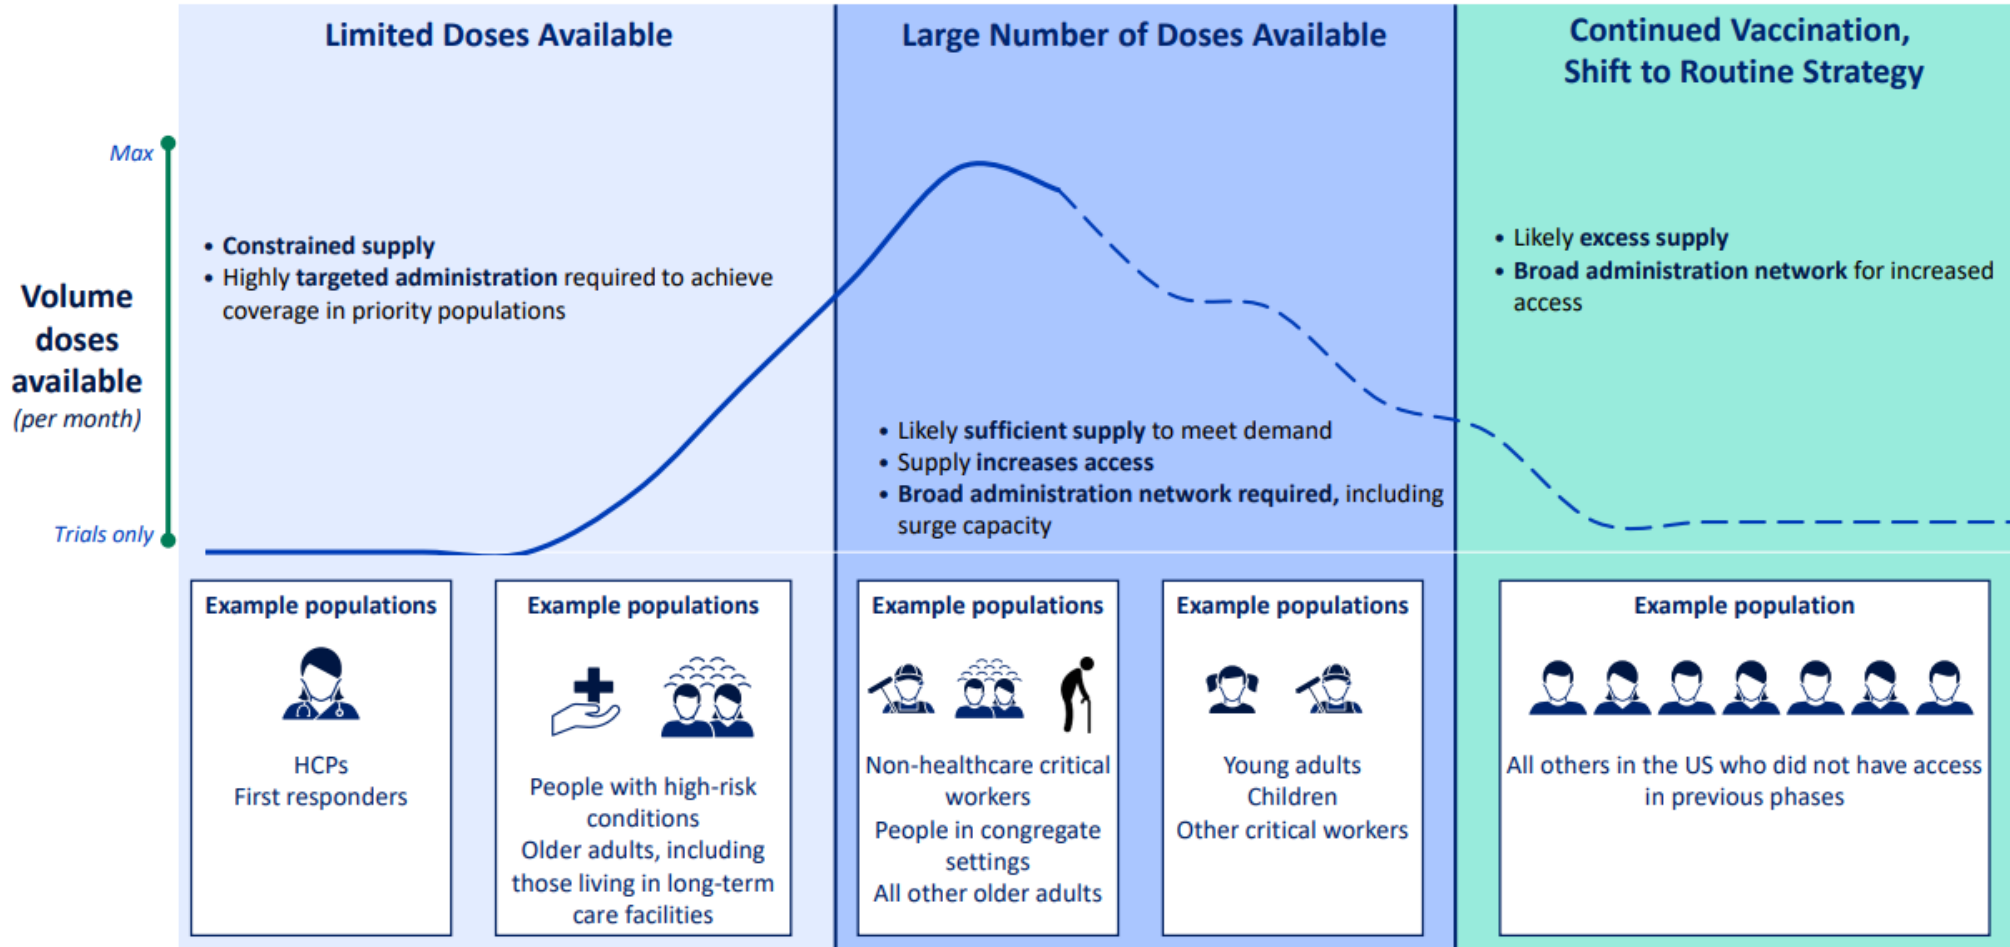 Limited Doses Available
Large Number of Doses Available
Continued Vaccination,
Shift to Routine Strategy
Max
Volume
doses
available
(per month)
Trials only
• Constrained supply
• Highly targeted administration required to achieve
coverage in priority populations
• Likely sufficient supply to meet demand
• Supply increases access
• Broad administration network required, including
surge capacity
• Likely excess supply
• Broad administration network for increased
access
Example populations
HCPs
First responders
Example populations
People with high-risk
conditions
Older adults, including
those living in long-term
care facilities
Example populations
Non-healthcare critical
workers
People in congregate
settings
All other older adults
Example populations
Young adults
Children
Other critical workers
Example population
All others in the US who did not have access
in previous phases